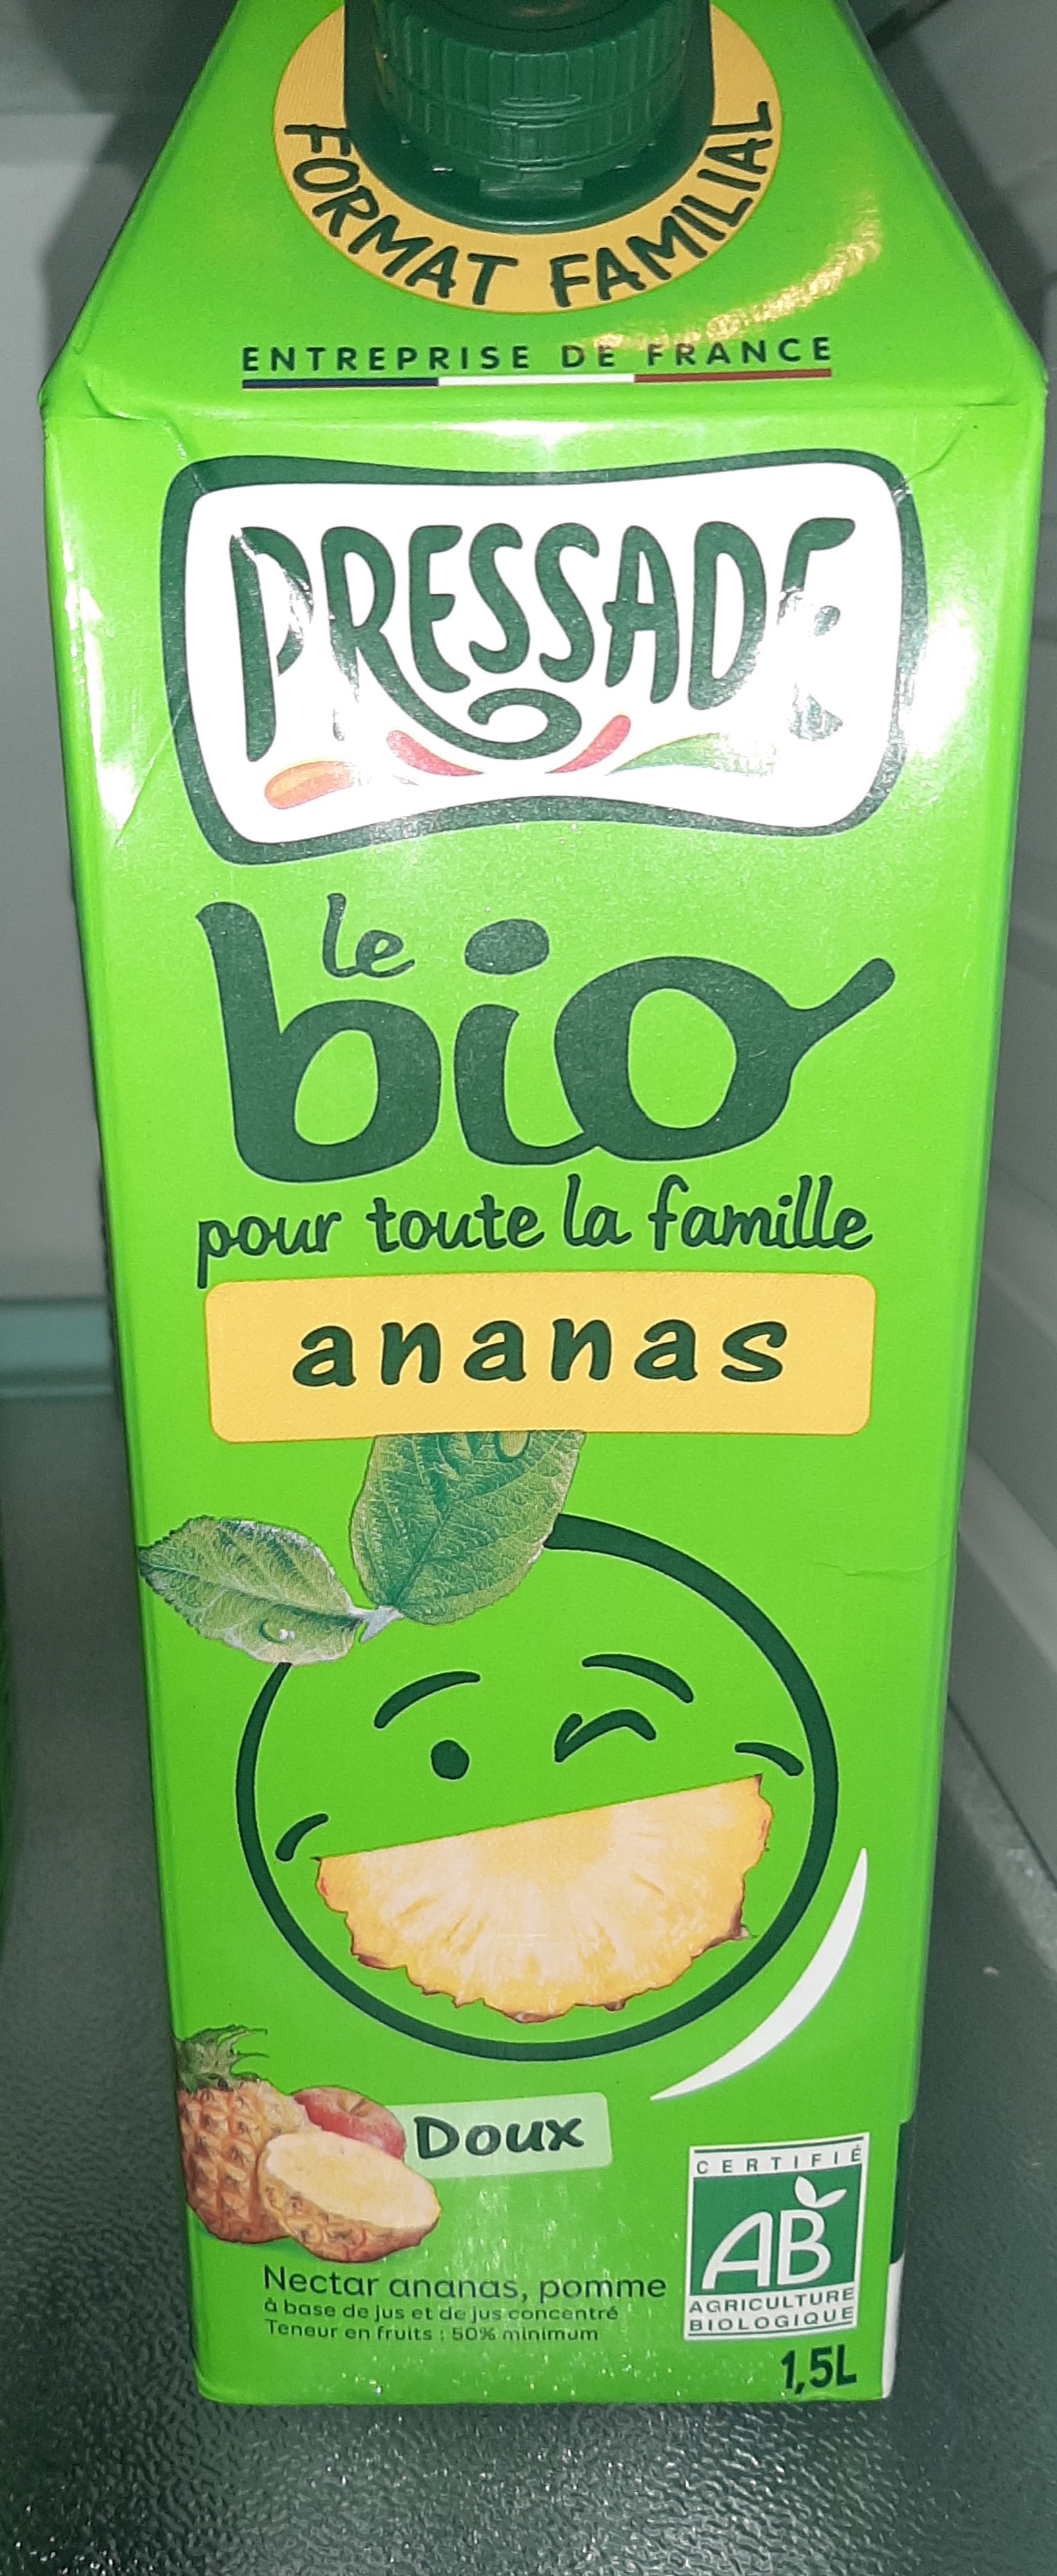 FORMAT FAMILIAL
ENTREPRISE DE FRANCE
PRESSADE
le
bio
pour toute la famille
ananas
Doux
CERTIFIÉ
AB
AGRICULTURE
BIOLOGIQUE
Nectar ananas, pomme
à base de jus et de jus concentré
Teneur en fruits : 50% minimum
1,5L